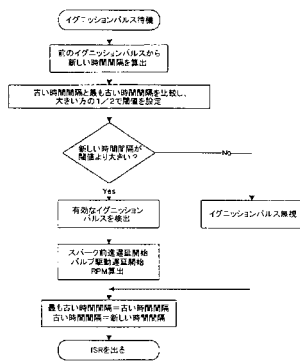 イグニッションパルス待機
前のイグニッションパルスから
新しい時間間隔を算出
古い時間間隔と最も古い時間間隔を比較し、
大きい方の1/2で閾値を設定
新しい時間間隔が
閾値より大きい?
No
Yes
有効なイグニッション
パルスを検出
イグニッションパルス無視
スパーク前進遅延開始
バルブ駆動遅延開始
RPM算出
最も古い時間間隔=古い時間間隔
古い時間間隔=新しい時間間隔
ISRを出る